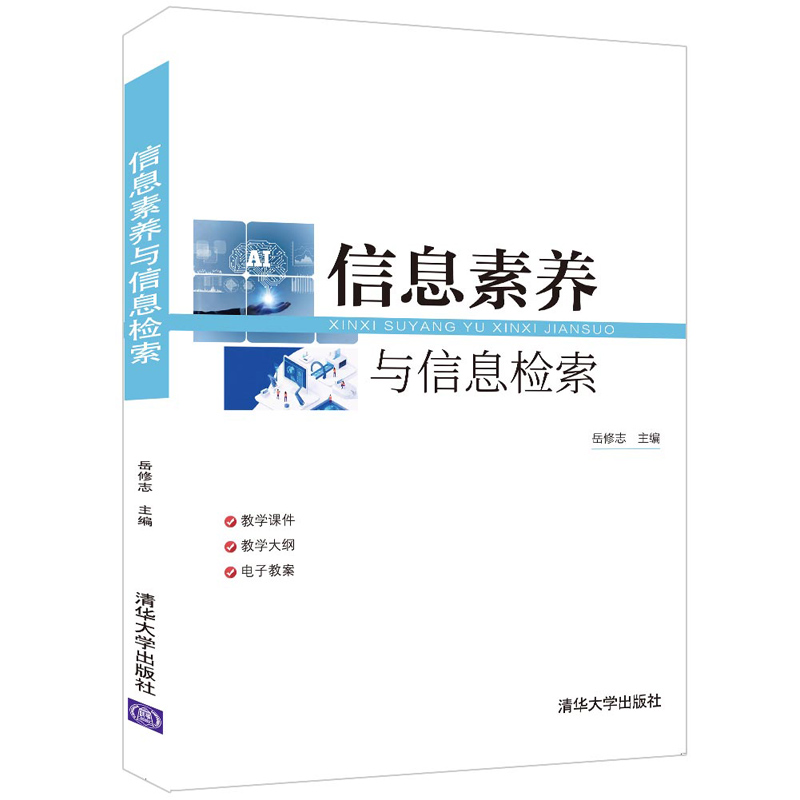 信息素养与信息检索
岳修志 主编
清华大学出版社
AI
信息素养
XINXI SUYANG YU XINXI JIANSUO
与信息检索
岳修志 主编
教学课件
教学大纲
电子教案
清华大学出版社